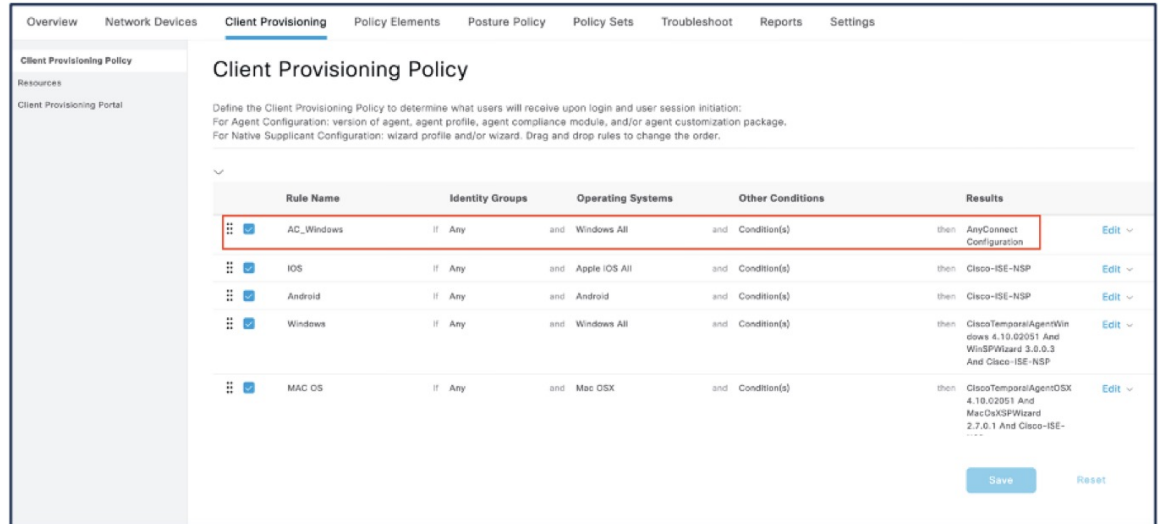 Overview Network Devices Client Provisioning Policy Elements Posture Policy Policy Sets Troubleshoot Reports Settings
Client Provisioning Policy
Resources
Client Provisioning Portal
Client Provisioning Policy
Define the Client Provisioning Policy to determine what users will receive upon login and user session initiation:
For Agent Configuration: version of agent, agent profile, agent compliance module, and/or agent customization package.
For Native Supplicant Configuration: wizard profile and/or wizard. Drag and drop rules to change the order.
Rule Name Identity Groups Operating Systems Other Conditions Results
AC_Windows If Any and Windows All and Condition(s) then AnyConnect Edit
Configuration
IOS If Any and Apple IOS All and Condition(s) then Cisco-ISE-NSP Edit
Android If Any and Android and Condition(s) then Cisco-ISE-NSP Edit
Windows If Any and Windows All and Condition(s) then CiscoTemporalAgentWin Edit
dows 4.10.02051 And
WinSPWizard 3.0.0.3
And Cisco-ISE-NSP
MAC OS If Any and Mac OSX and Condition(s) then CiscoTemporalAgentOSX Edit
4.10.02051 And
MacOsXSPWizard
2.7.0.1 And Cisco-ISE-
Save Reset